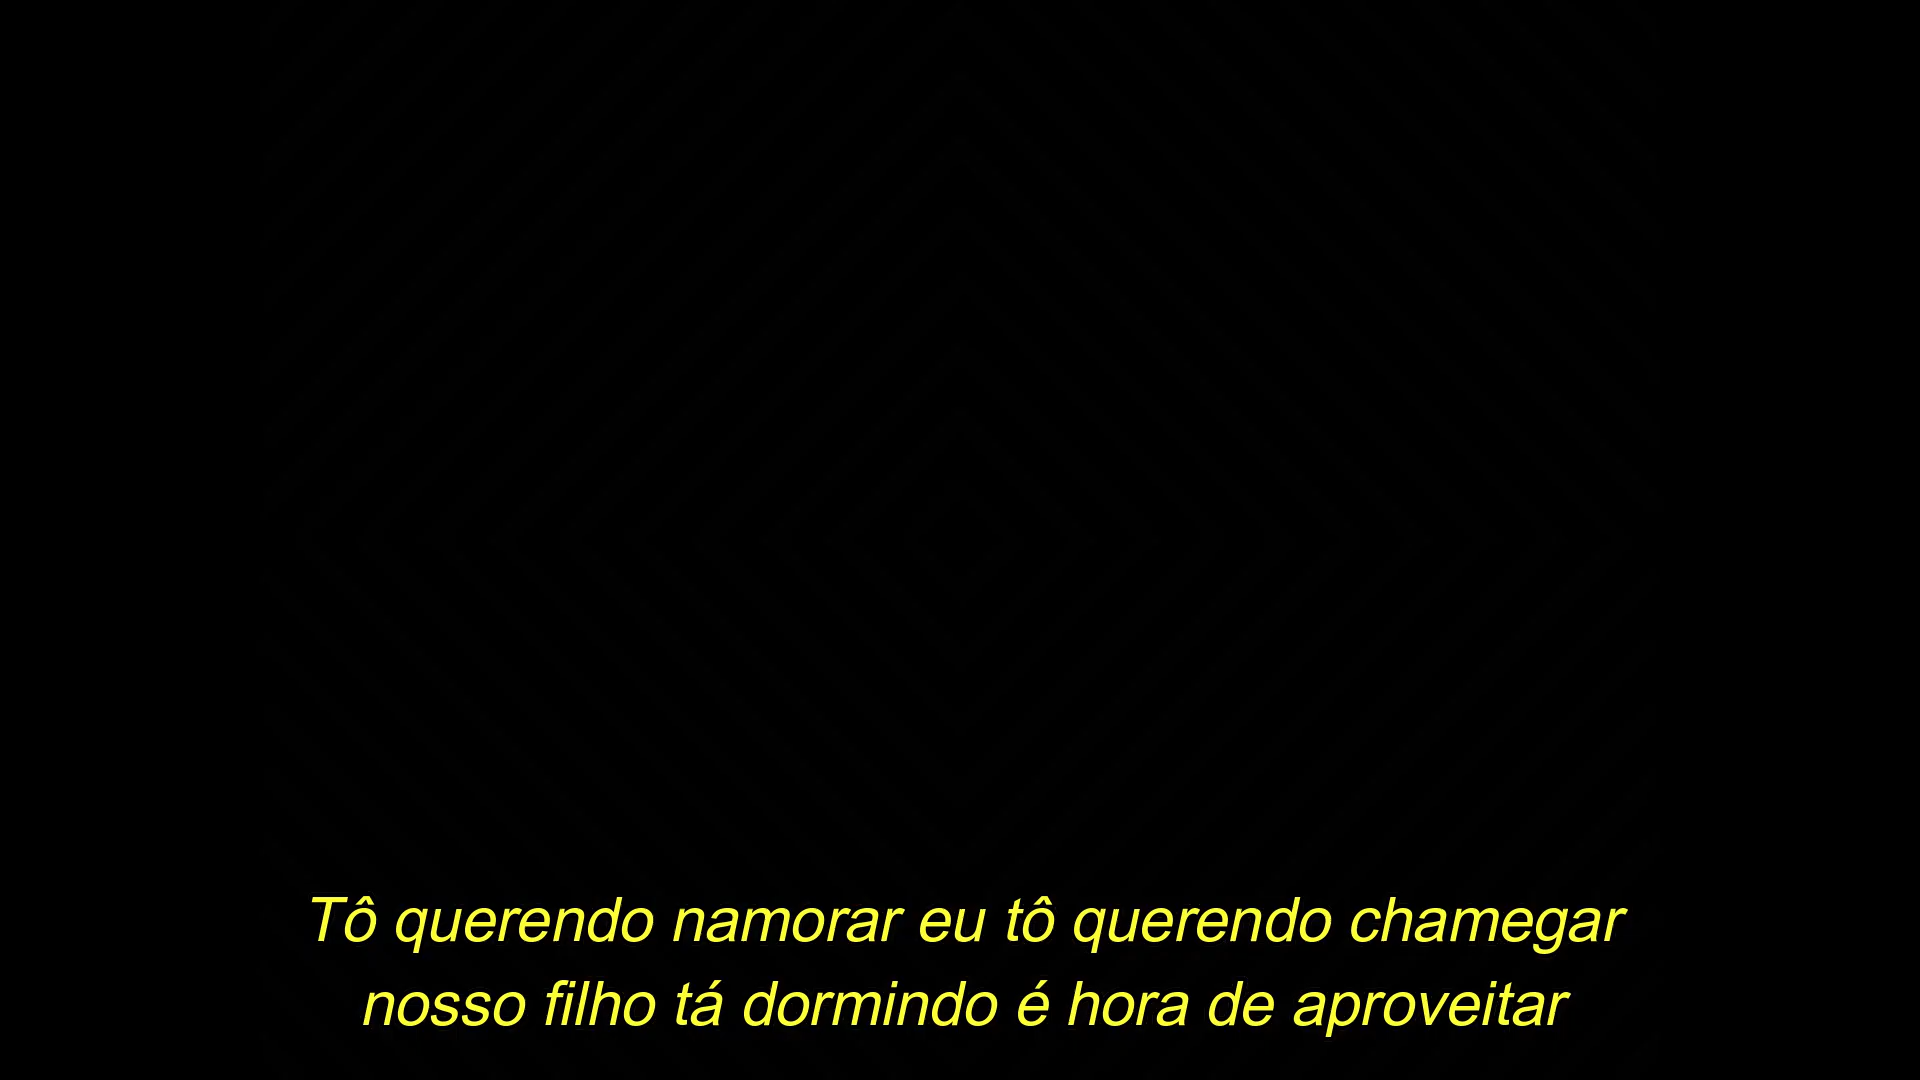 Tô querendo namorar eu tô querendo chamegar
nosso filho tá dormindo é hora de aproveitar